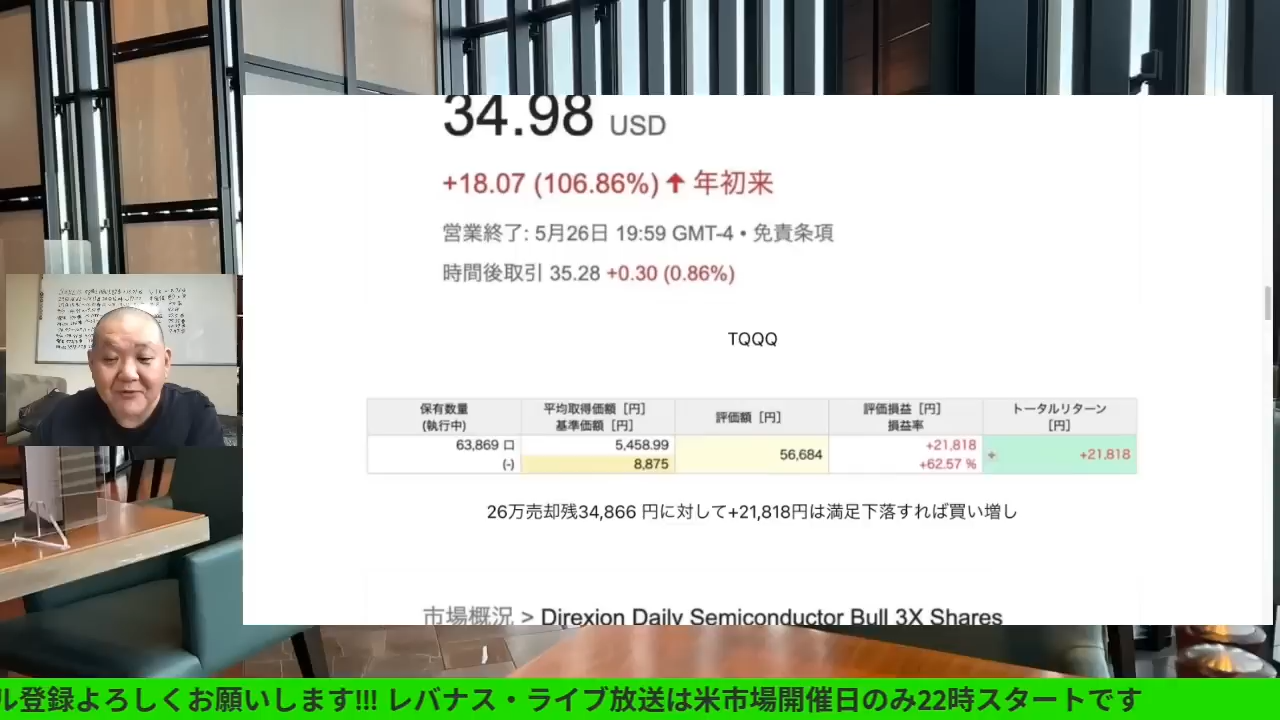 34.98 USD
+18.07 (106.86%) ↑ 年初来
営業終了: 5月26日 19:59 GMT-4 • 免責条項
時間後取引 35.28 +0.30 (0.86%)
TQQQ
保有数量 平均取得価額 [円] 評価額 [円] 評価損益 [円] トータルリターン
(執行中) 基準価額 [円] 損益率 [円]
63,869 口 5,458.99 56,684 +21,818 +21,818
(-) 8,875 +62.57 %
26万売却残34,866 円に対して+21,818円は満足下落すれば買い増し
市場概況 > Direxion Daily Semiconductor Bull 3X Shares
ル登録よろしくお願いします!!! レバナス・ライブ放送は米市場開催日のみ22時スタートです